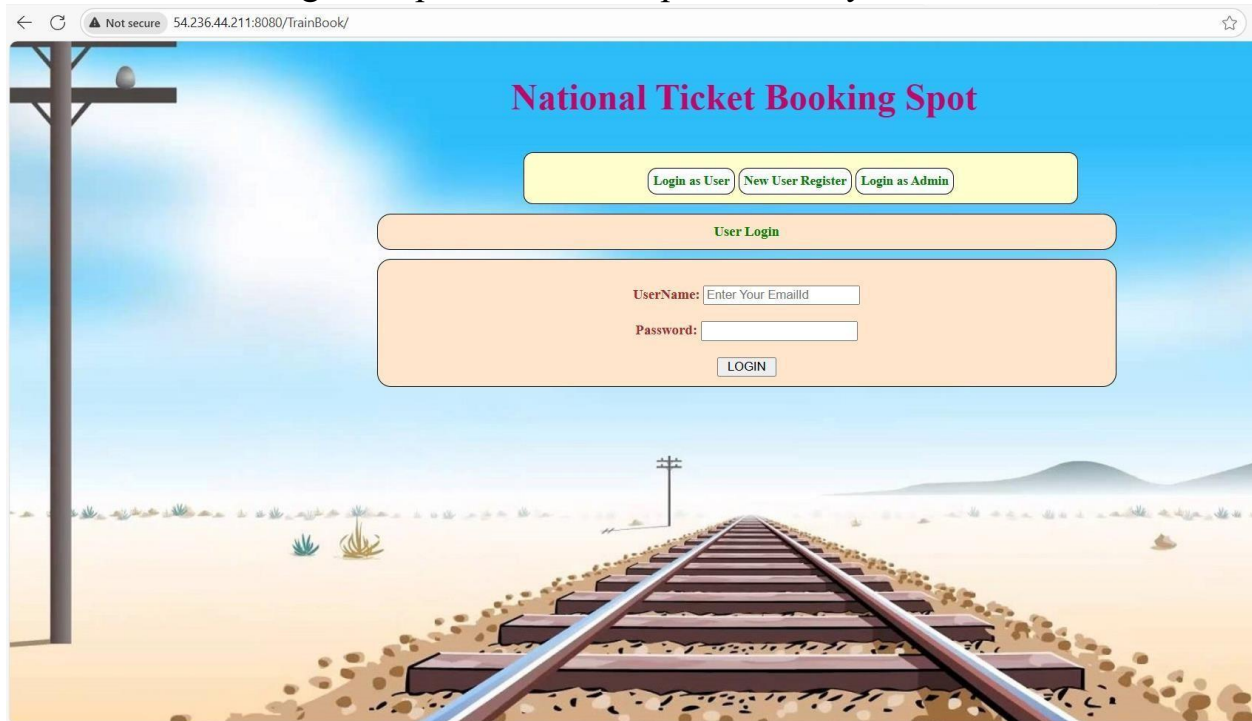 Not secure 54.236.44.211:8080/TrainBook/
National Ticket Booking Spot
Login as User New User Register Login as Admin
User Login
UserName: Enter Your EmailId
Password:
LOGIN